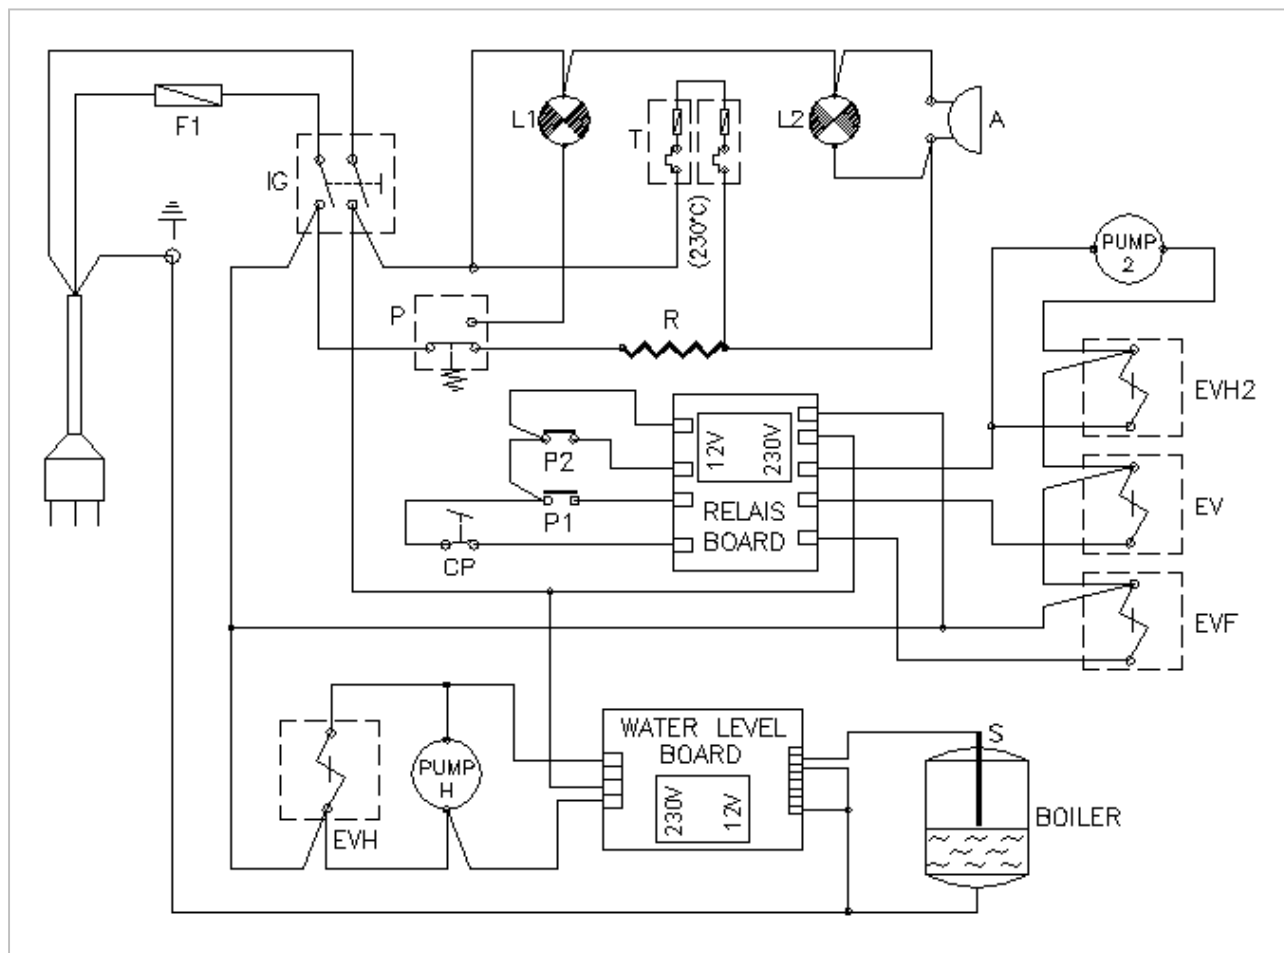 F1
L1
T
L2
A
IG
(230°C)
PUMP
2
P
R
EVH2
12V
230V
P2
RELAIS
BOARD
P1
CP
EV
EVF
WATER LEVEL
BOARD
S
PUMP
H
230V
12V
BOILER
EVH